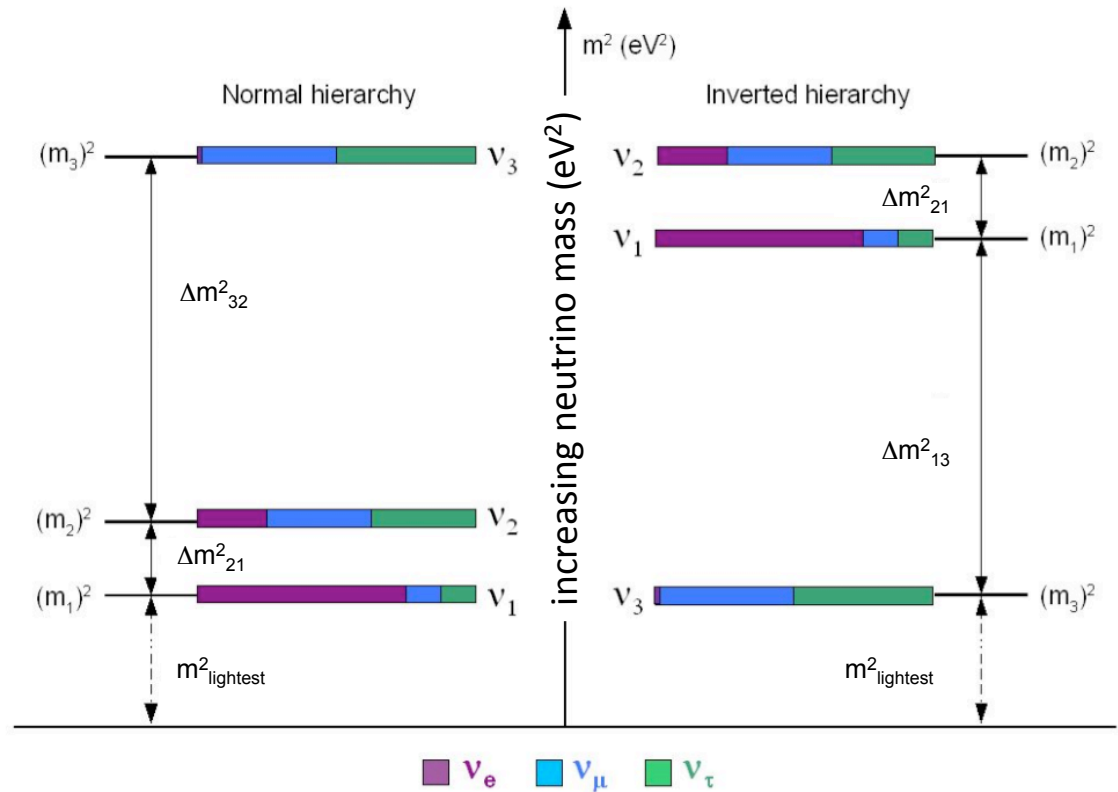 m² (eV²)
Normal hierarchy
Inverted hierarchy
increasing neutrino mass (eV²)
(m₃)²
ν₃
Δm²₃₂
(m₂)²
ν₂
Δm²₂₁
(m₁)²
ν₁
m²lightest
ν₂
(m₂)²
Δm²₂₁
ν₁
(m₁)²
Δm²₁₃
ν₃
(m₃)²
m²lightest
νe νμ ντ